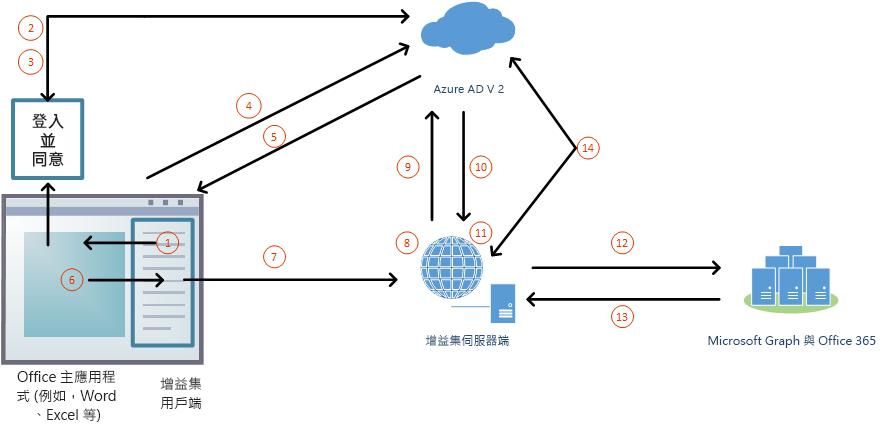 2
3
Azure AD V 2
4
登入
並
同意
5
14
9
10
1
11
8
12
7
6
13
增益集伺服器端
Microsoft Graph 與 Office 365
Office 主應用程
式 (例如，Word
、Excel 等)
增益集
用戶端